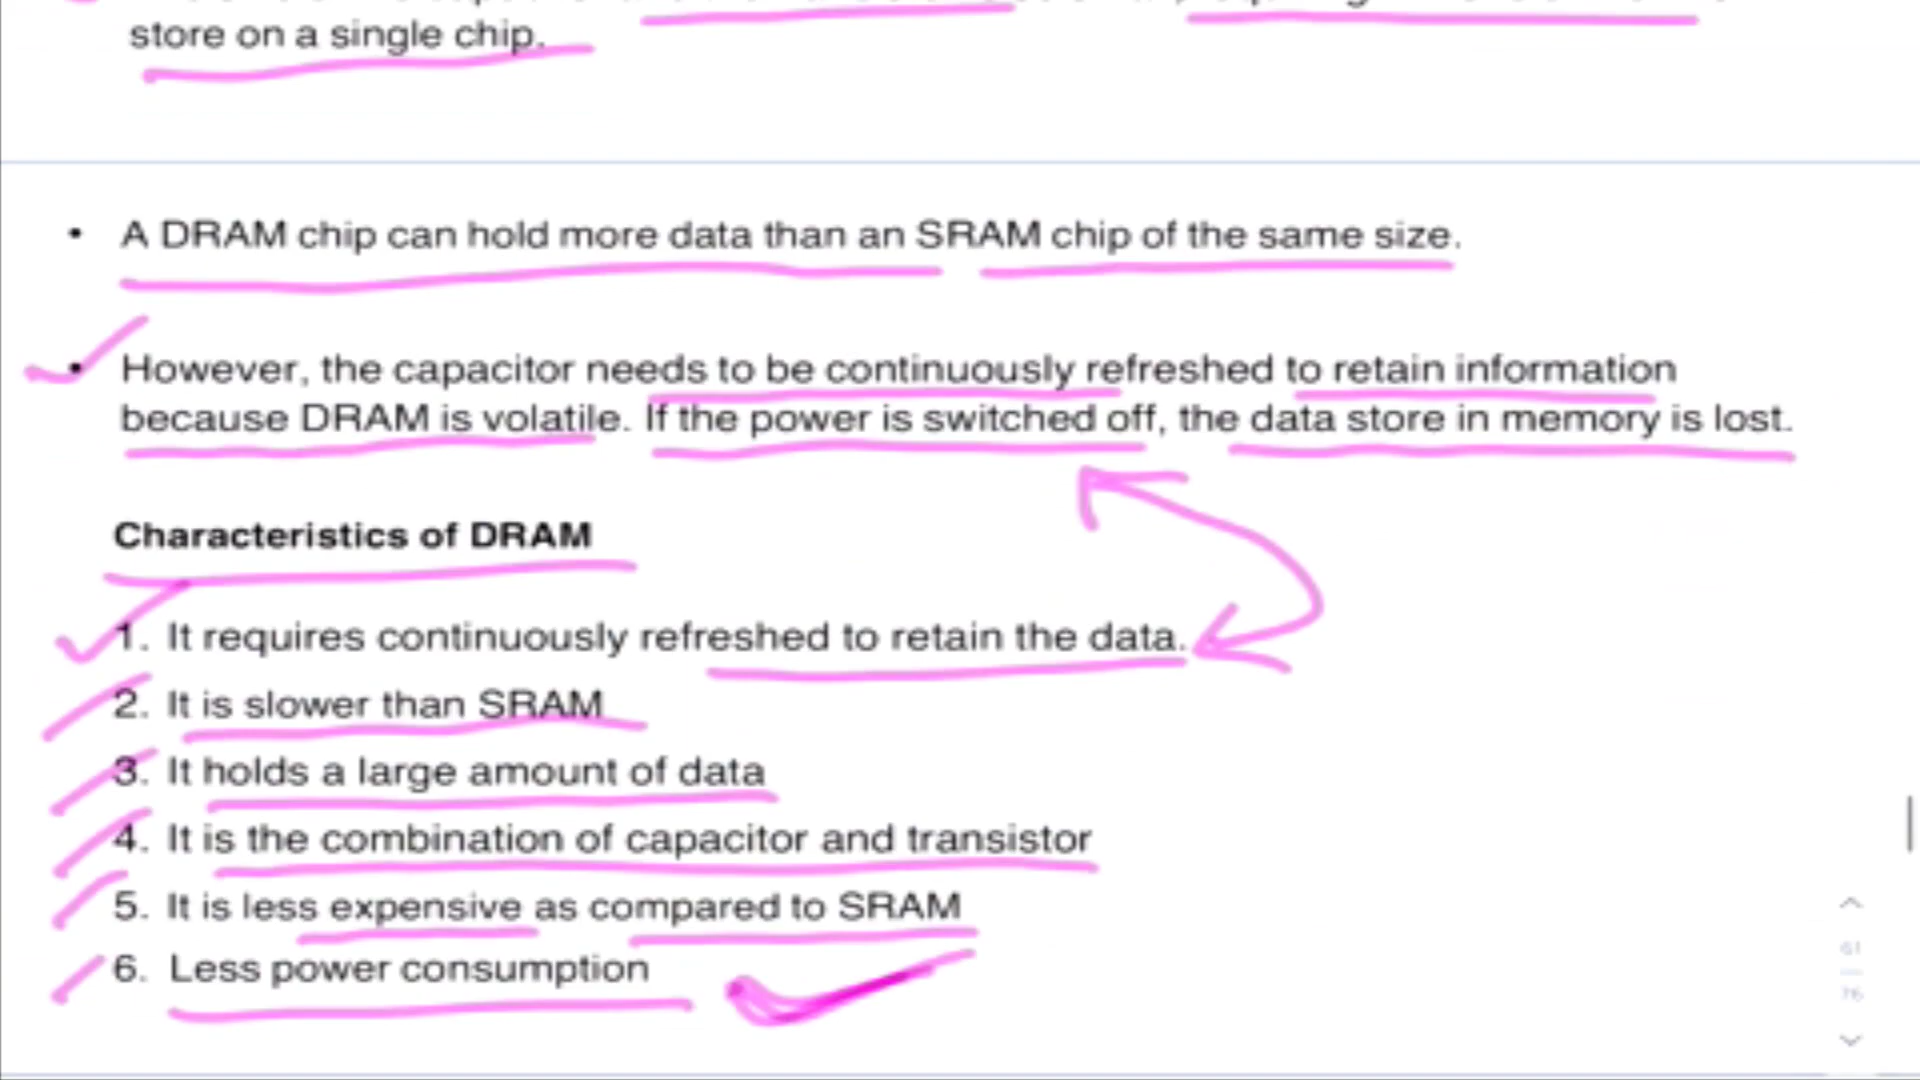 store on a single chip.
• A DRAM chip can hold more data than an SRAM chip of the same size.
• However, the capacitor needs to be continuously refreshed to retain information
because DRAM is volatile. If the power is switched off, the data store in memory is lost.
Characteristics of DRAM
1. It requires continuously refreshed to retain the data.
2. It is slower than SRAM
3. It holds a large amount of data
4. It is the combination of capacitor and transistor
5. It is less expensive as compared to SRAM
6. Less power consumption
61
76